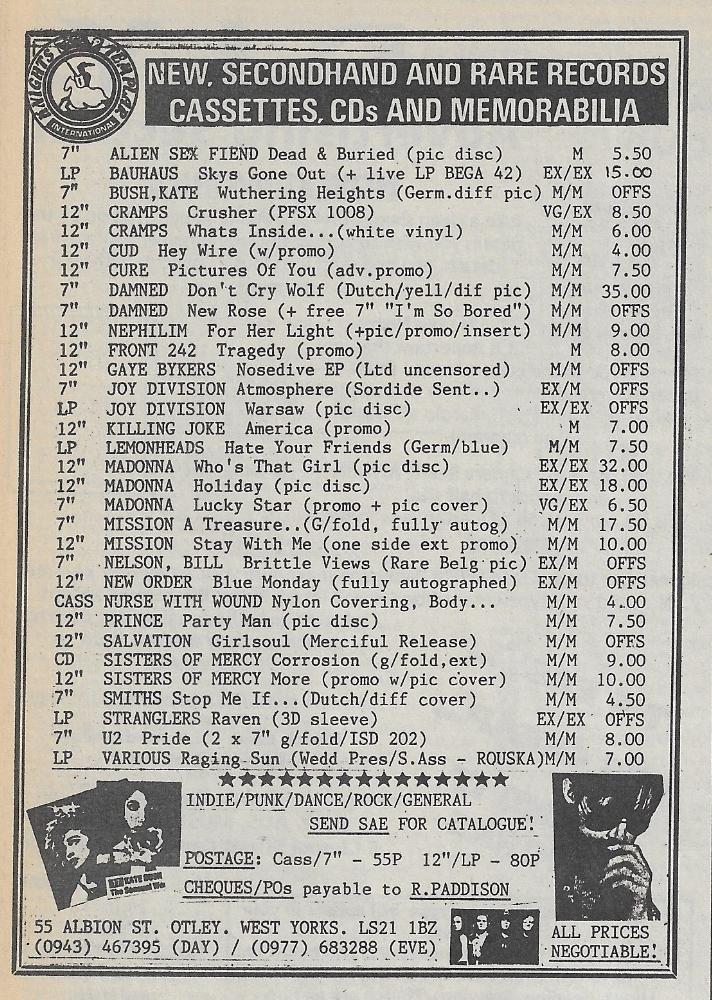 KNIGHTS TEMPLAR
INTERNATIONAL
NEW, SECONDHAND AND RARE RECORDS
CASSETTES, CDs AND MEMORABILIA
7" ALIEN SEX FIEND Dead & Buried (pic disc) M 5.50
LP BAUHAUS Skys Gone Out (+ live LP BEGA 42) EX/EX 15.00
7" BUSH,KATE Wuthering Heights (Germ.diff pic) M/M OFFS
12" CRAMPS Crusher (PFSX 1008) VG/EX 8.50
12" CRAMPS Whats Inside...(white vinyl) M/M 6.00
12" CUD Hey Wire (w/promo) M/M 4.00
12" CURE Pictures Of You (adv.promo) M/M 7.50
7" DAMNED Don't Cry Wolf (Dutch/yell/dif pic) M/M 35.00
7" DAMNED New Rose (+ free 7" "I'm So Bored") M/M OFFS
12" NEPHILIM For Her Light (+pic/promo/insert) M/M 9.00
12" FRONT 242 Tragedy (promo) M 8.00
12" GAYE BYKERS Nosedive EP (Ltd uncensored) M/M OFFS
7" JOY DIVISION Atmosphere (Sordide Sent..) EX/M OFFS
LP JOY DIVISION Warsaw (pic disc) EX/EX OFFS
12" KILLING JOKE America (promo) M 7.00
LP LEMONHEADS Hate Your Friends (Germ/blue) M/M 7.50
12" MADONNA Who's That Girl (pic disc) EX/EX 32.00
12" MADONNA Holiday (pic disc) EX/EX 18.00
7" MADONNA Lucky Star (promo + pic cover) VG/EX 6.50
7" MISSION A Treasure..(G/fold, fully autog) M/M 17.50
12" MISSION Stay With Me (one side ext promo) M/M 10.00
7" NELSON, BILL Brittle Views (Rare Belg pic) EX/M OFFS
12" NEW ORDER Blue Monday (fully autographed) EX/M OFFS
CASS NURSE WITH WOUND Nylon Covering, Body... M/M 4.00
12" PRINCE Party Man (pic disc) M/M 7.50
12" SALVATION Girlsoul (Merciful Release) M/M OFFS
CD SISTERS OF MERCY Corrosion (g/fold,ext) M/M 9.00
12" SISTERS OF MERCY More (promo w/pic cover) M/M 10.00
7" SMITHS Stop Me If...(Dutch/diff cover) M/M 4.50
LP STRANGLERS Raven (3D sleeve) EX/EX OFFS
7" U2 Pride (2 x 7" g/fold/ISD 202) M/M 8.00
LP VARIOUS Raging Sun (Wedd Pres/S.Ass - ROUSKA)M/M 7.00
INDIE/PUNK/DANCE/ROCK/GENERAL
SEND SAE FOR CATALOGUE!
POSTAGE: Cass/7" - 55P 12"/LP - 80P
CHEQUES/POs payable to R.PADDISON
KATE BUSH
The Sensual World
55 ALBION ST. OTLEY. WEST YORKS. LS21 1BZ
(0943) 467395 (DAY) / (0977) 683288 (EVE)
ALL PRICES
NEGOTIABLE!